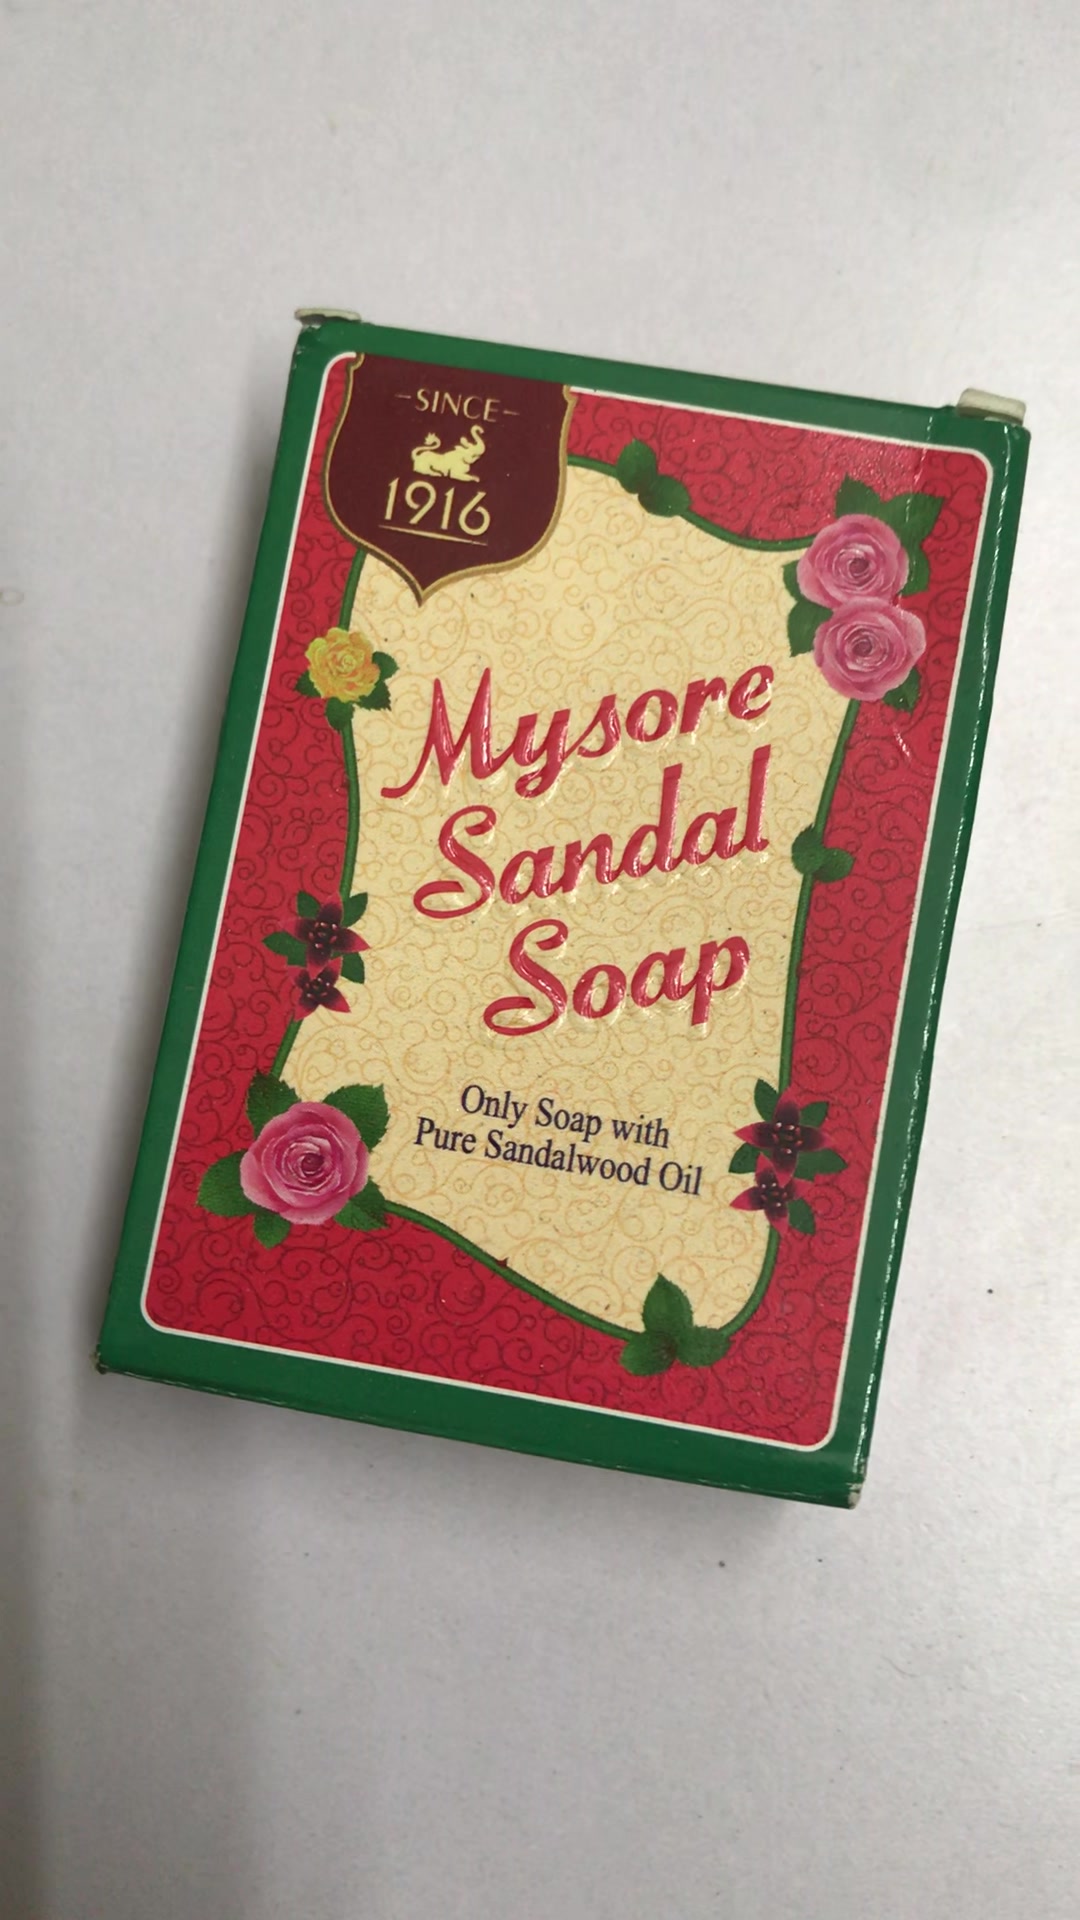 -SINCE-
1916
Mysore
Sandal
Soap
Only Soap with
Pure Sandalwood Oil